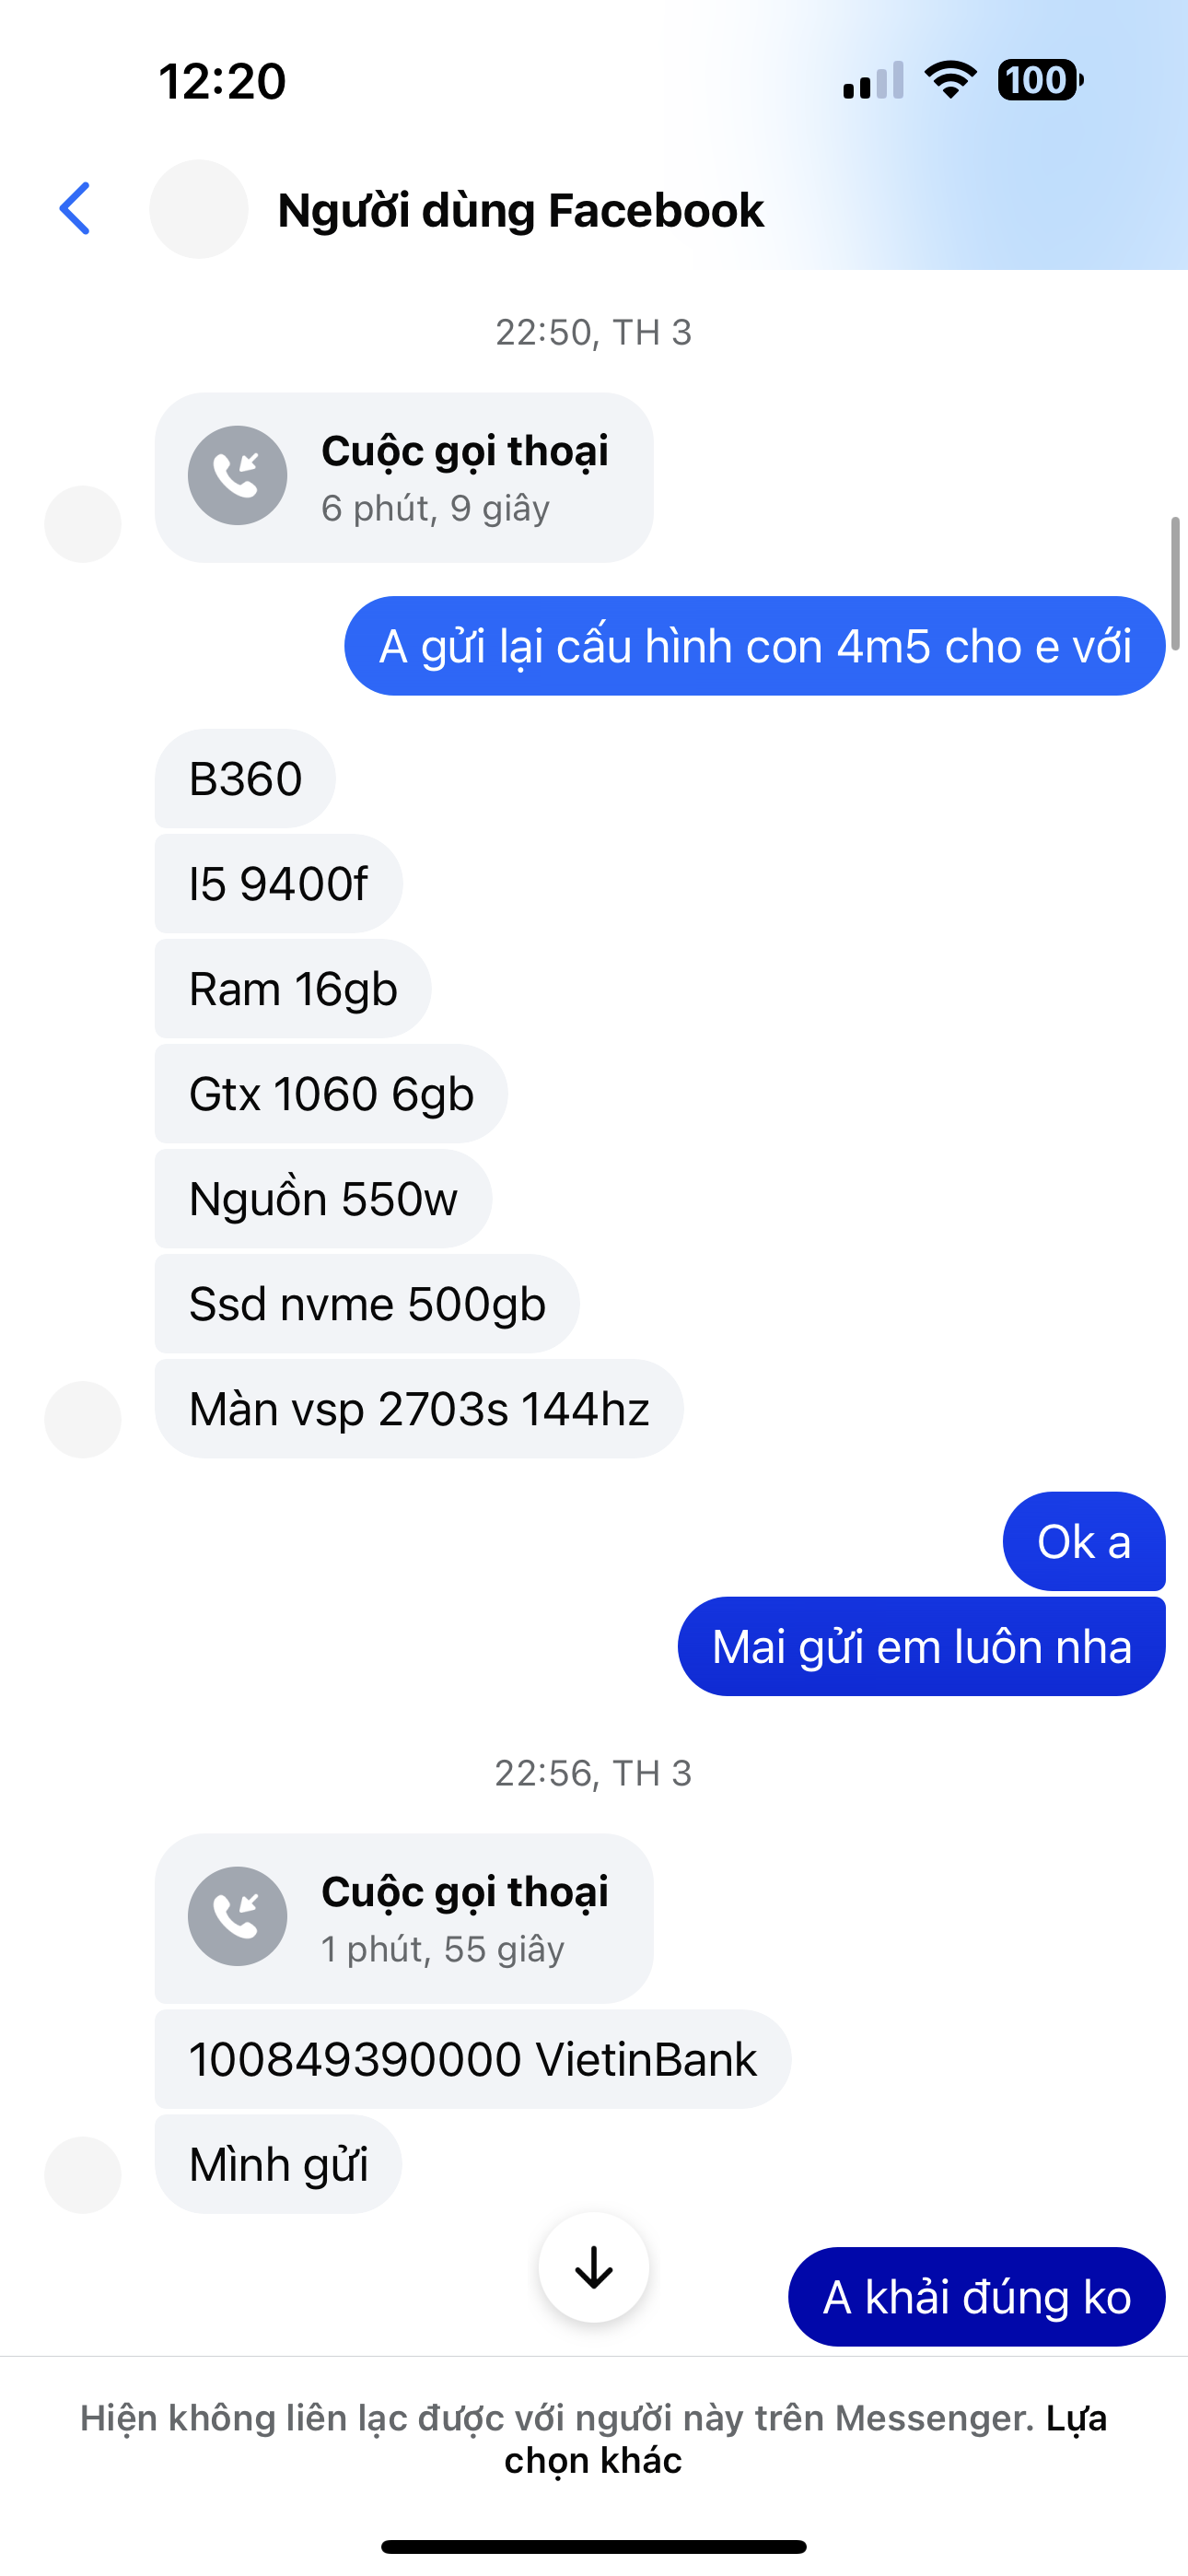 12:20
100
Người dùng Facebook
22:50, TH 3
Cuộc gọi thoại
6 phút, 9 giây
A gửi lại cấu hình con 4m5 cho e với
B360
I5 9400f
Ram 16gb
Gtx 1060 6gb
Nguồn 550w
Ssd nvme 500gb
Màn vsp 2703s 144hz
Ok a
Mai gửi em luôn nha
22:56, TH 3
Cuộc gọi thoại
1 phút, 55 giây
100849390000 VietinBank
Mình gửi
A khải đúng ko
Hiện không liên lạc được với người này trên Messenger. Lựa
chọn khác